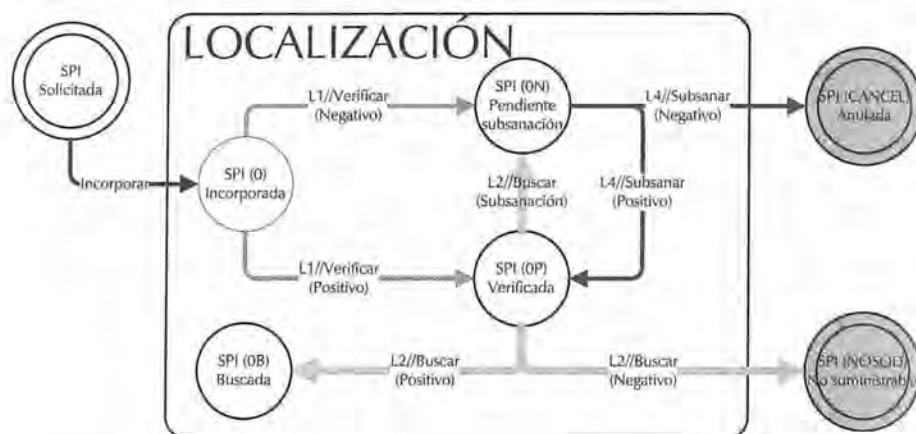 LOCALIZACIÓN
SPI
Solicitada
Incorporar
SPI (0)
Incorporada
L1//Verificar
(Negativo)
SPI (0N)
Pendiente
subsanación
L4//Subsanar
(Negativo)
SPI (CANCEL)
Anulada
L2//Buscar
(Subsanación)
L4//Subsanar
(Positivo)
L1//Verificar
(Positivo)
SPI (0P)
Verificada
SPI (0B)
Buscada
L2//Buscar
(Positivo)
L2//Buscar
(Negativo)
SPI (NOSOD)
No suministrable